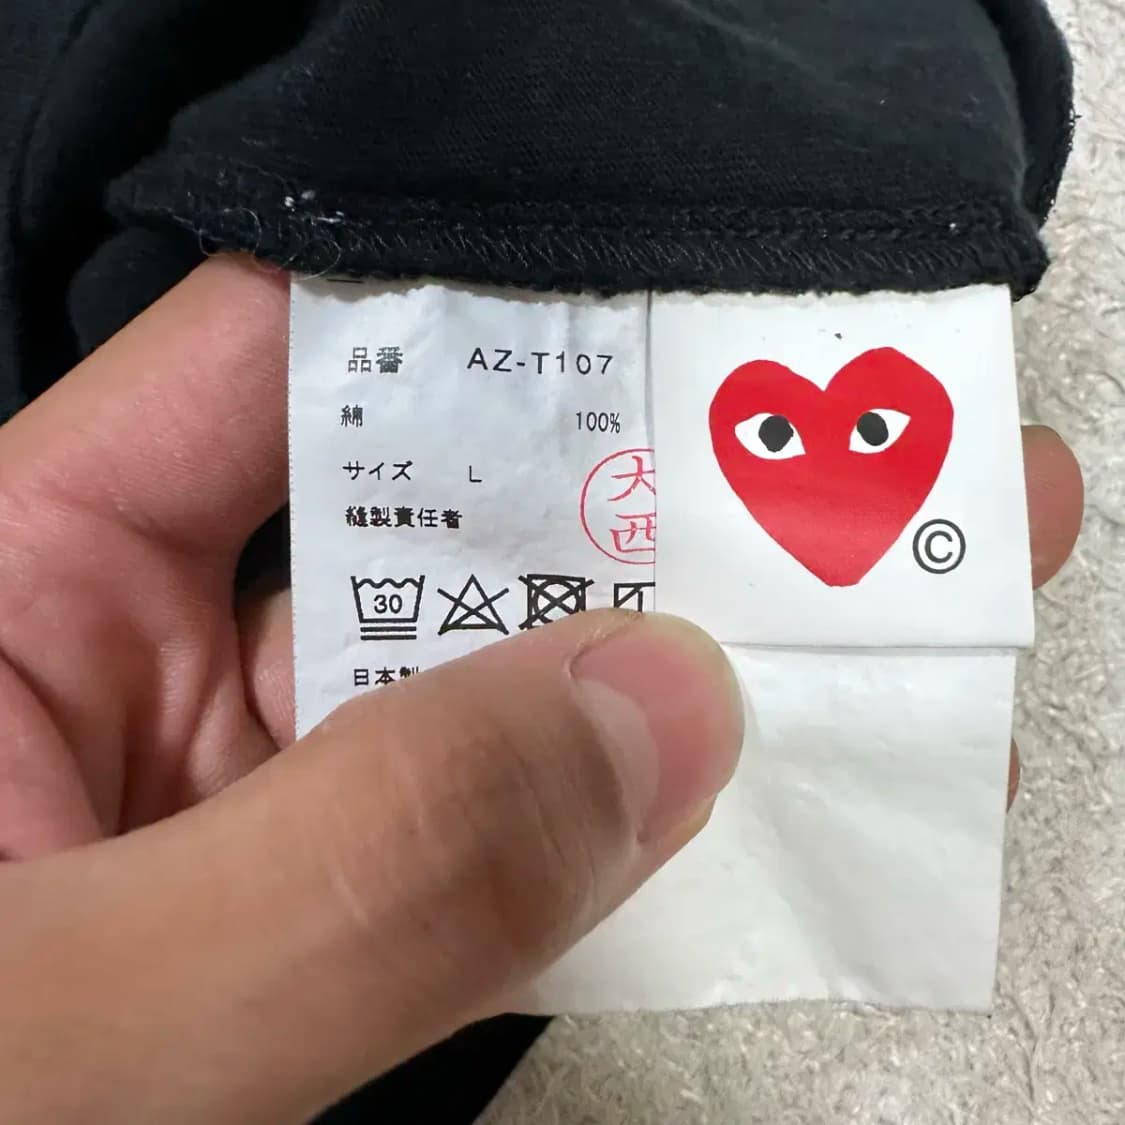 品番 AZ-T107
綿 100%
サイズ L
縫製責任者
大西
30
日本製
©